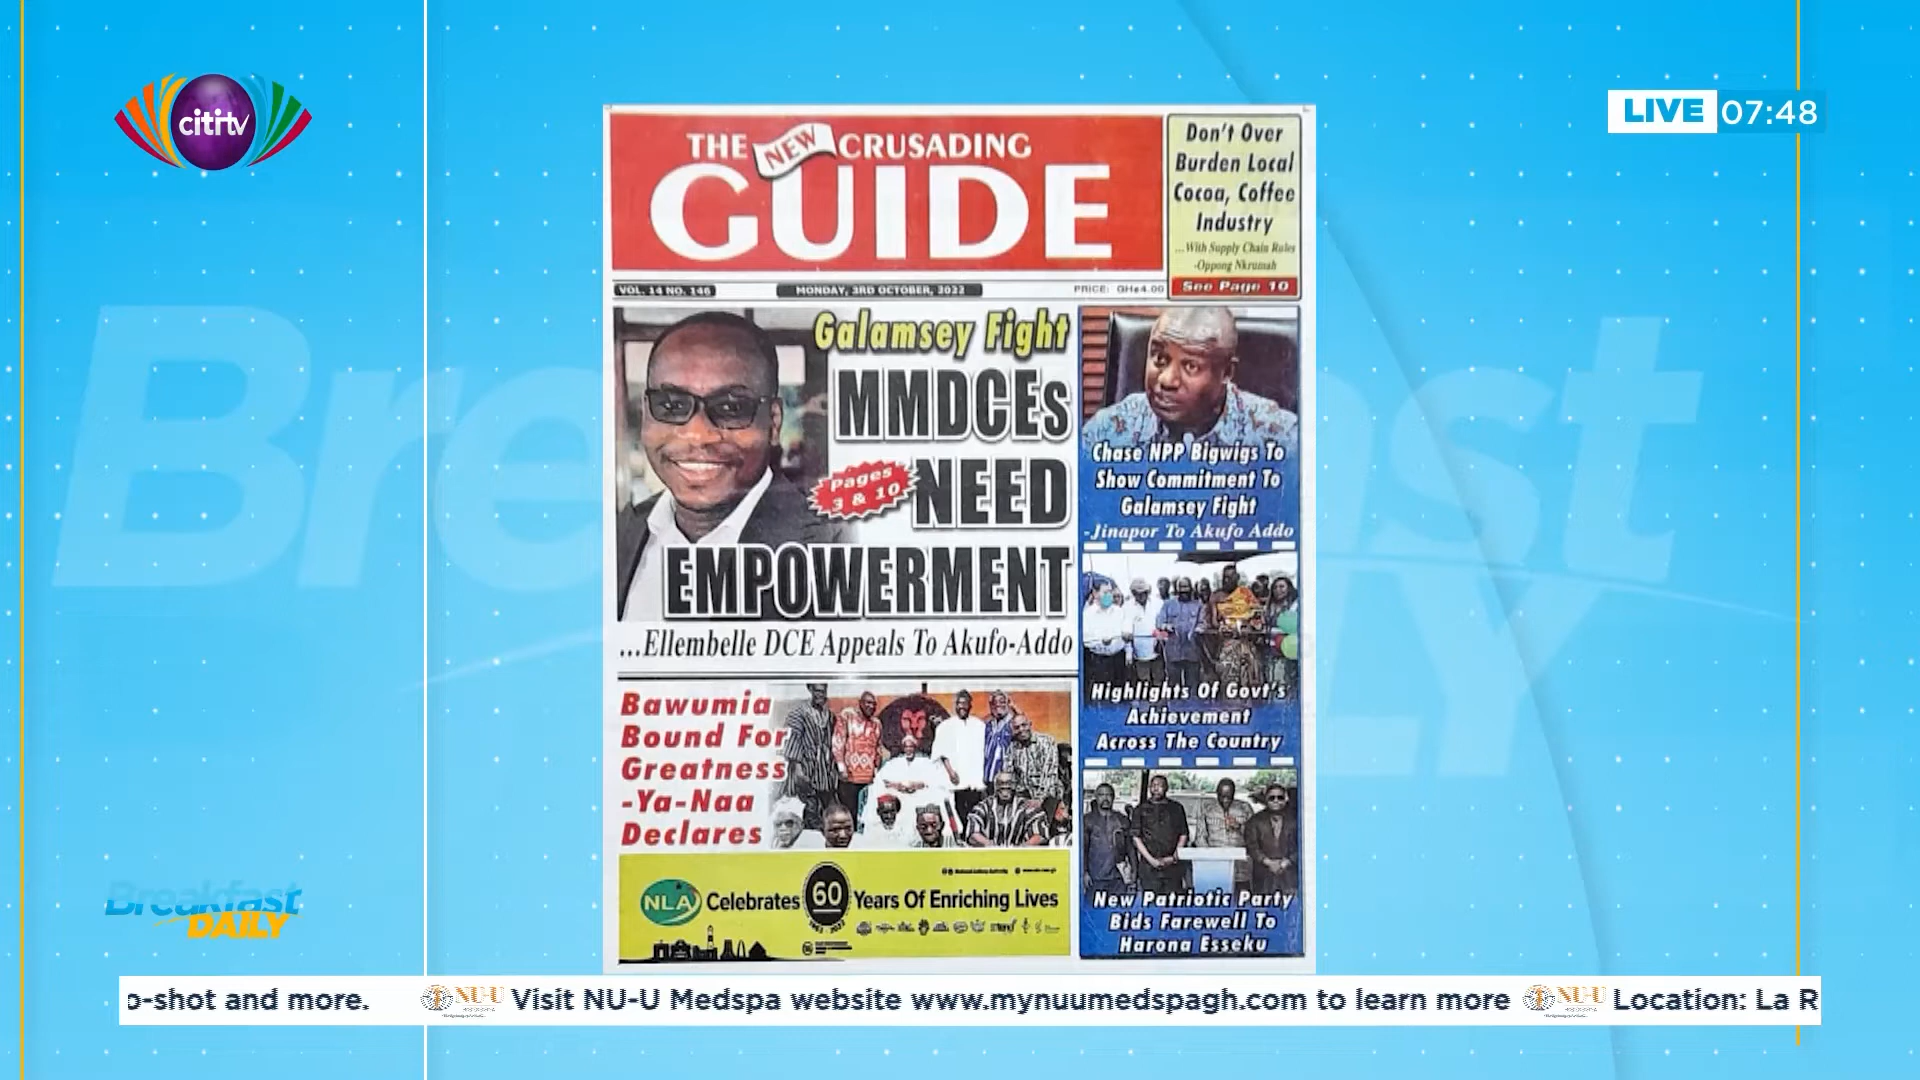 citi tv
LIVE 07:48
THE NEW CRUSADING
GUIDE
Don't Over
Burden Local
Cocoa, Coffee
Industry
...With Supply Chain Rules
-Oppong Nkrumah
See Page 10
VOL. 14 NO. 146
MONDAY, 3RD OCTOBER, 2022
PRICE: GH¢4.00
Galamsey Fight
MMDCEs
NEED
EMPOWERMENT
Pages
3 & 10
...Ellembelle DCE Appeals To Akufo-Addo
Chase NPP Bigwigs To
Show Commitment To
Galamsey Fight
-Jinapor To Akufo Addo
Highlights Of Govt's
Achievement
Across The Country
Bawumia
Bound For
Greatness
-Ya-Naa
Declares
New Patriotic Party
Bids Farewell To
Harona Esseku
NLA Celebrates 60 Years Of Enriching Lives
Breakfast
DAILY
o-shot and more. NU-U Visit NU-U Medspa website www.mynuumedspagh.com to learn more NU-U Location: La R